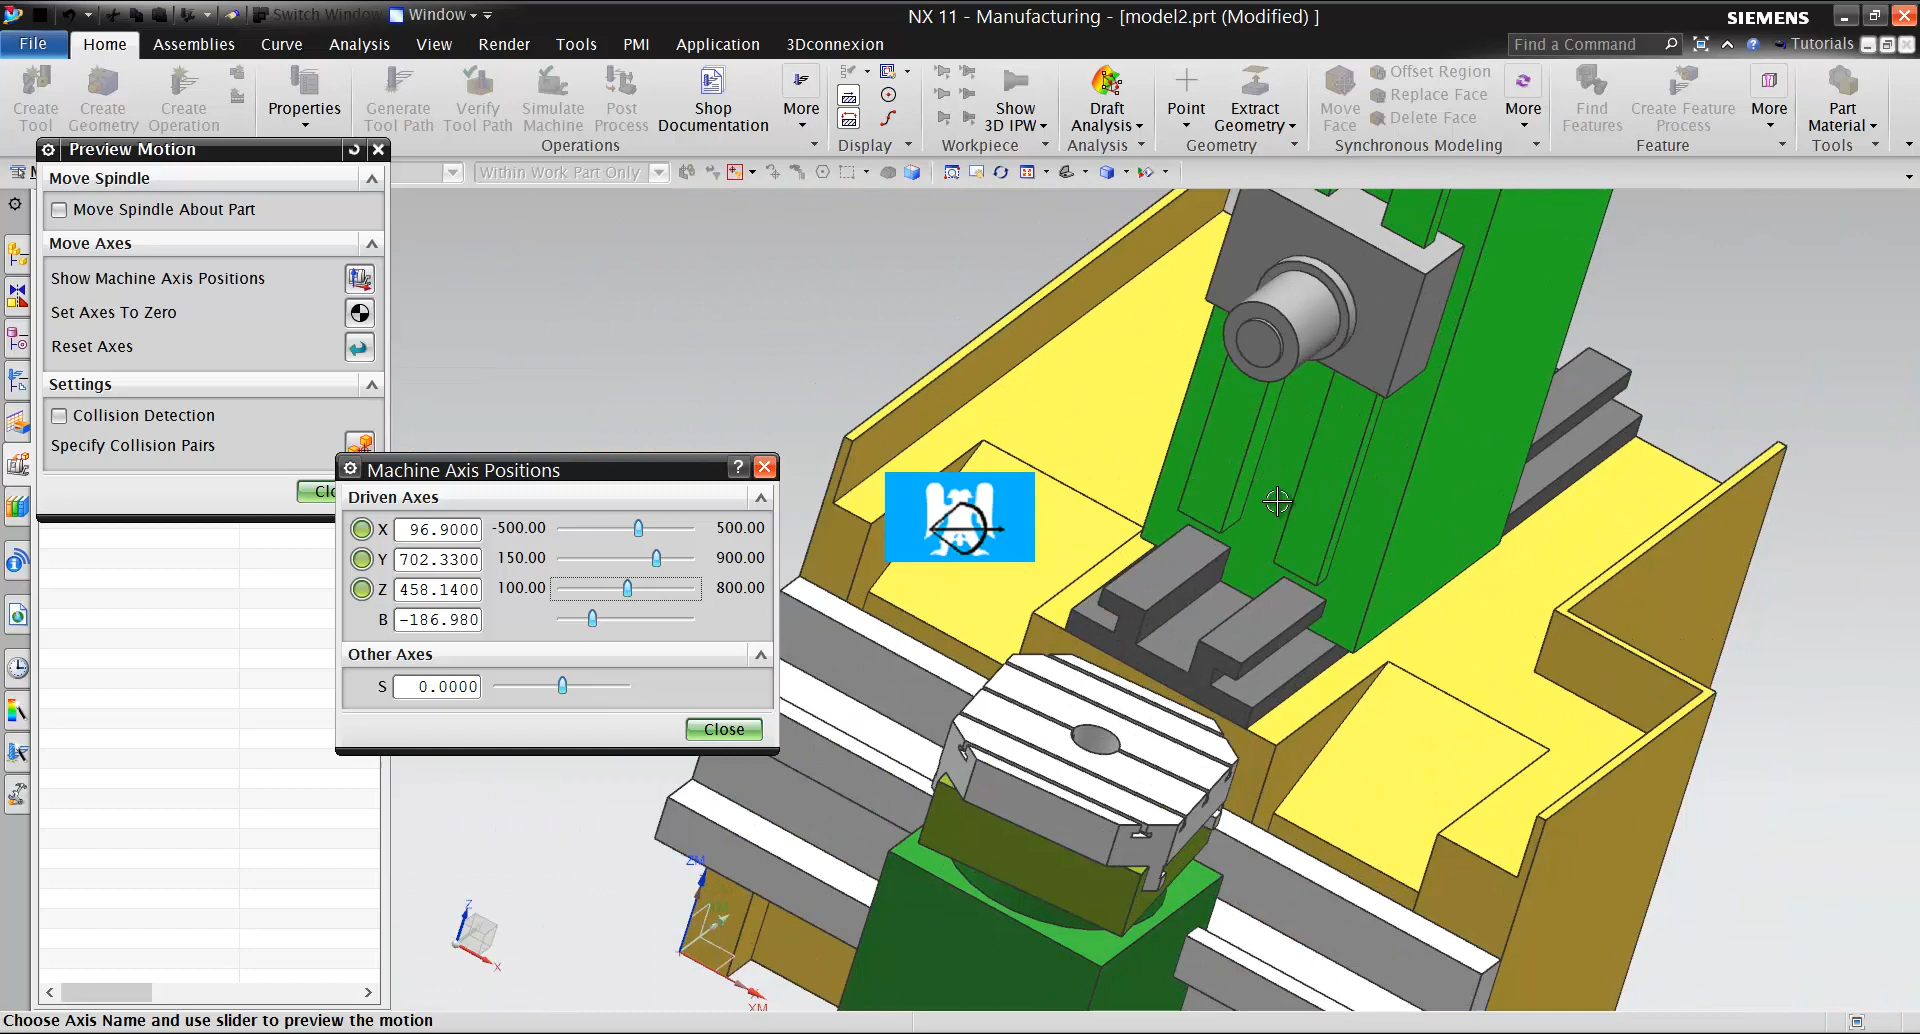 Switch Window Window
NX 11 - Manufacturing - [model2.prt (Modified) ]
SIEMENS
File Home Assemblies Curve Analysis View Render Tools PMI Application 3Dconnexion
Find a Command
Tutorials
Create Tool
Create Geometry
Create Operation
Properties
Generate Tool Path
Verify Tool Path
Simulate Machine
Post Process
Shop Documentation
More
Operations
Display
Show 3D IPW
Workpiece
Draft Analysis
Analysis
Point
Extract Geometry
Geometry
Move Face
Offset Region
Replace Face
Delete Face
More
Synchronous Modeling
Find Features
Create Feature Process
More
Feature
Part Material
Tools
Within Work Part Only
Preview Motion
Move Spindle
Move Spindle About Part
Move Axes
Show Machine Axis Positions
Set Axes To Zero
Reset Axes
Settings
Collision Detection
Specify Collision Pairs
Machine Axis Positions
?
Driven Axes
X 96.9000 -500.00 500.00
Y 702.3300 150.00 900.00
Z 458.1400 100.00 800.00
B -186.980
Other Axes
S 0.0000
Close
ZM
XM
Z
X
Choose Axis Name and use slider to preview the motion